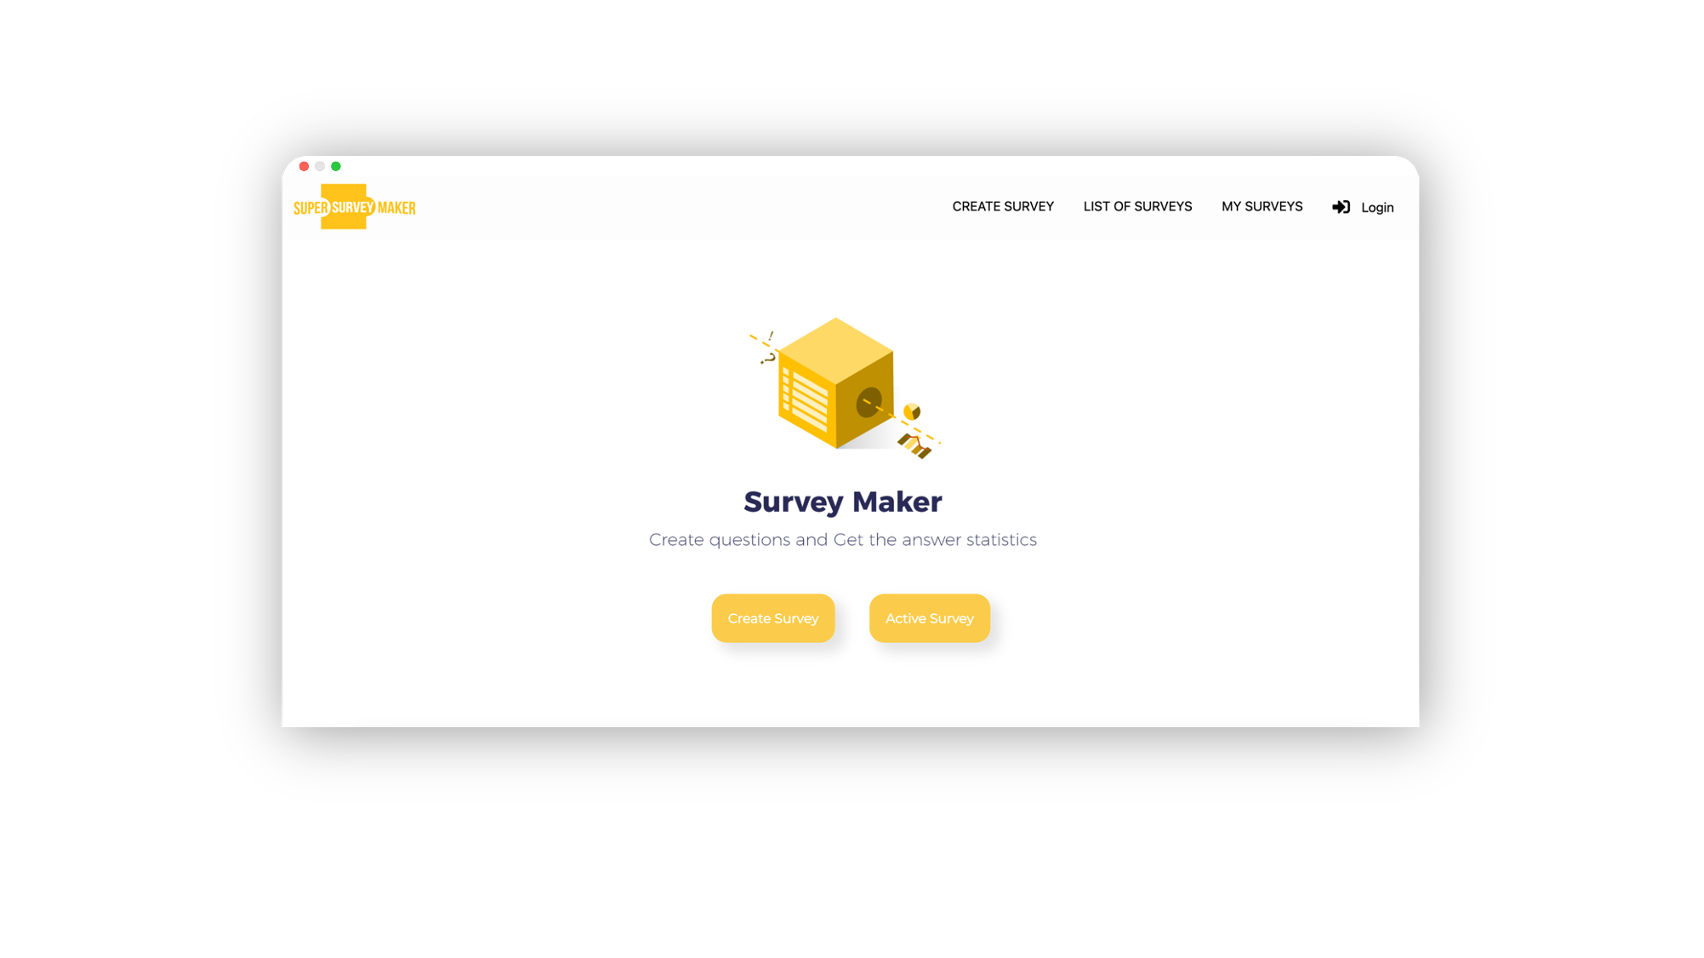 SUPER SURVEY MAKER
CREATE SURVEY
LIST OF SURVEYS
MY SURVEYS
Login
! ?
Survey Maker
Create questions and Get the answer statistics
Create Survey
Active Survey